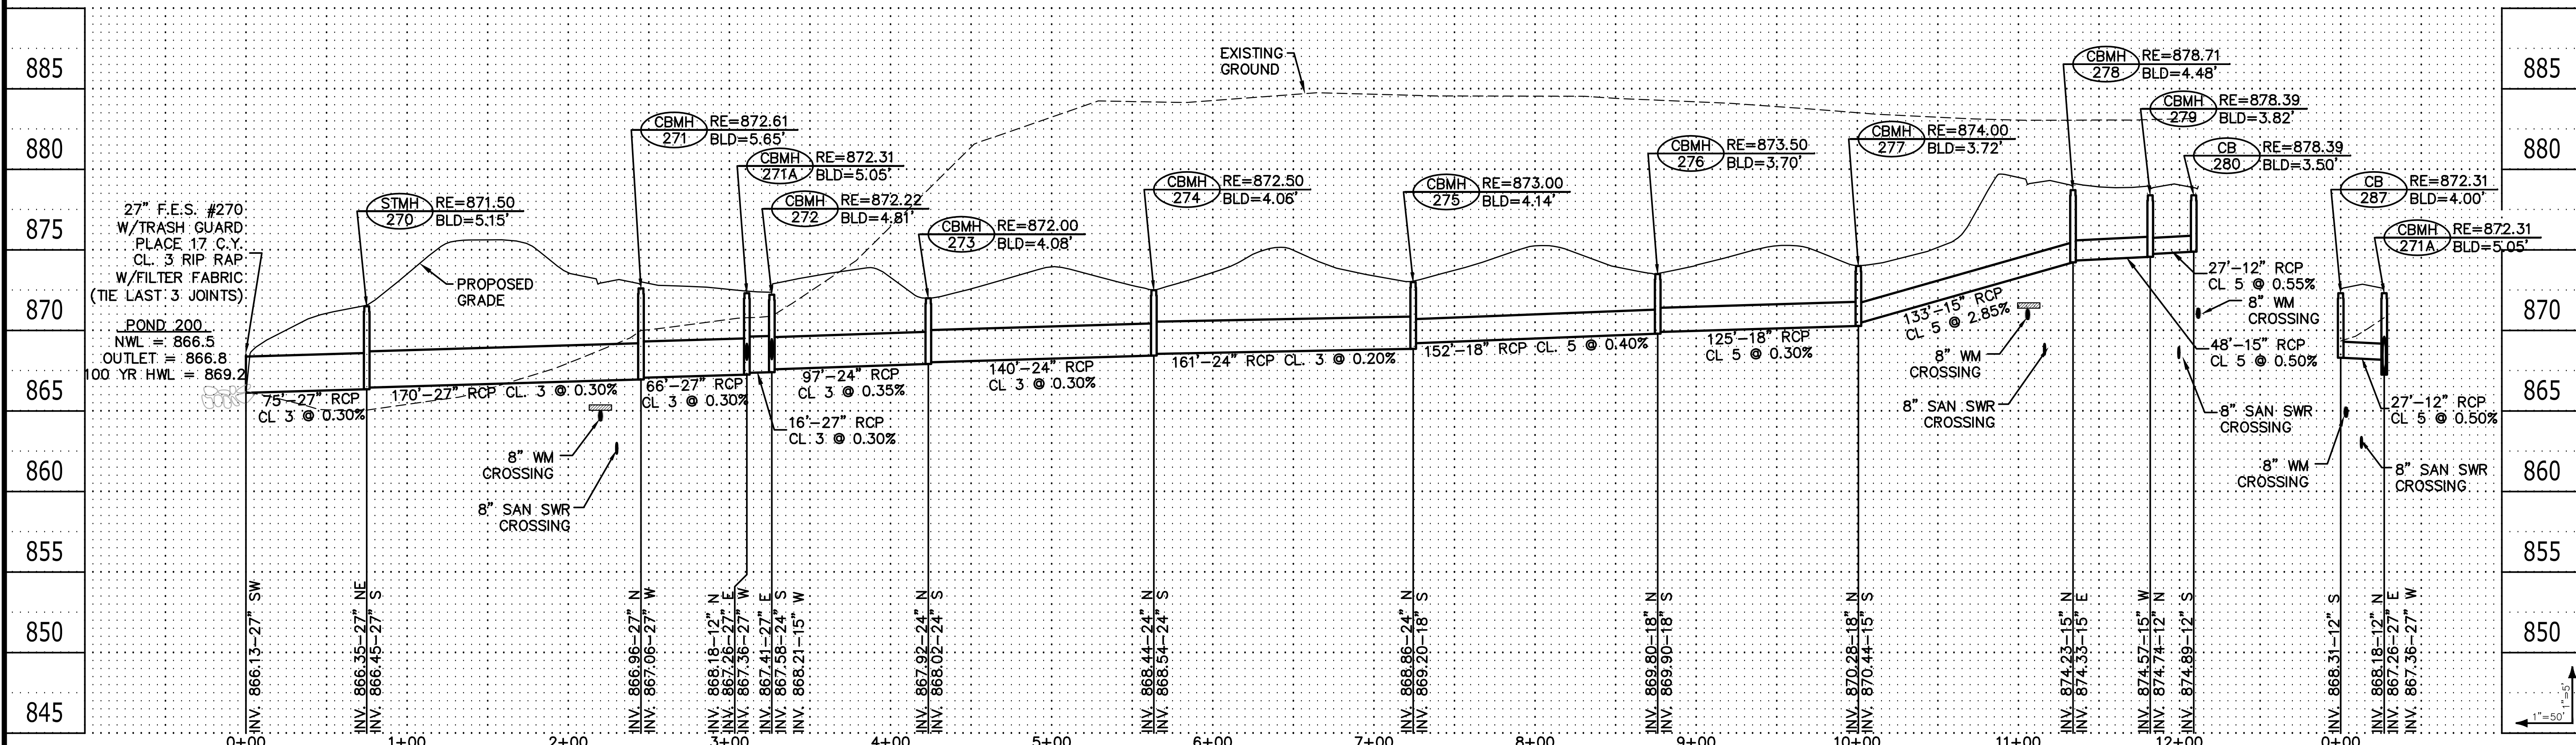 885
880
875
870
865
860
855
850
845
27" F.E.S. #270
W/TRASH GUARD
PLACE 17 C.Y.
CL. 3 RIP RAP
W/FILTER FABRIC
(TIE LAST 3 JOINTS)
POND 200
NWL = 866.5
OUTLET = 866.8
100 YR HWL = 869.2
STMH
270
RE=871.50
BLD=5.15'
PROPOSED
GRADE
CBMH
271
RE=872.61
BLD=5.65'
CBMH
271A
RE=872.31
BLD=5.05'
CBMH
272
RE=872.22
BLD=4.81'
CBMH
273
RE=872.00
BLD=4.08'
EXISTING
GROUND
CBMH
274
RE=872.50
BLD=4.06'
CBMH
275
RE=873.00
BLD=4.14'
CBMH
276
RE=873.50
BLD=3.70'
CBMH
277
RE=874.00
BLD=3.72'
CBMH
278
RE=878.71
BLD=4.48'
CBMH
279
RE=878.39
BLD=3.82'
CB
280
RE=878.39
BLD=3.50'
CB
287
RE=872.31
BLD=4.00'
CBMH
271A
RE=872.31
BLD=5.05'
75'-27" RCP
CL 3 @ 0.30%
170'-27" RCP CL. 3 @ 0.30%
66'-27" RCP
CL 3 @ 0.30%
16'-27" RCP
CL 3 @ 0.30%
97'-24" RCP
CL 3 @ 0.35%
140'-24" RCP
CL 3 @ 0.30%
161'-24" RCP CL. 3 @ 0.20%
152'-18" RCP CL. 5 @ 0.40%
125'-18" RCP
CL 5 @ 0.30%
133'-15" RCP
CL 5 @ 2.85%
27'-12" RCP
CL 5 @ 0.55%
8" WM
CROSSING
48'-15" RCP
CL 5 @ 0.50%
8" SAN SWR
CROSSING
8" WM
CROSSING
8" SAN SWR
CROSSING
8" WM
CROSSING
8" SAN SWR
CROSSING
27'-12" RCP
CL 5 @ 0.50%
8" WM
CROSSING
8" SAN SWR
CROSSING
INV. 866.13-27" SW
INV. 866.35-27" NE
INV. 866.45-27" S
INV. 866.96-27" N
INV. 867.06-27" W
INV. 868.18-12" N
INV. 867.26-27" E
INV. 867.36-27" W
INV. 867.41-27" E
INV. 867.58-24" S
INV. 868.21-15" W
INV. 867.92-24" N
INV. 868.02-24" S
INV. 868.44-24" N
INV. 868.54-24" S
INV. 868.86-24" N
INV. 869.20-18" S
INV. 869.80-18" N
INV. 869.90-18" S
INV. 870.28-18" N
INV. 870.44-15" S
INV. 874.23-15" N
INV. 874.33-15" E
INV. 874.57-15" W
INV. 874.74-12" N
INV. 874.89-12" S
INV. 868.31-12" S
INV. 868.18-12" N
INV. 867.26-27" E
INV. 867.36-27" W
0+00
1+00
2+00
3+00
4+00
5+00
6+00
7+00
8+00
9+00
10+00
11+00
12+00
0+00
885
880
875
870
865
860
855
850
1"=5'
1"=50'